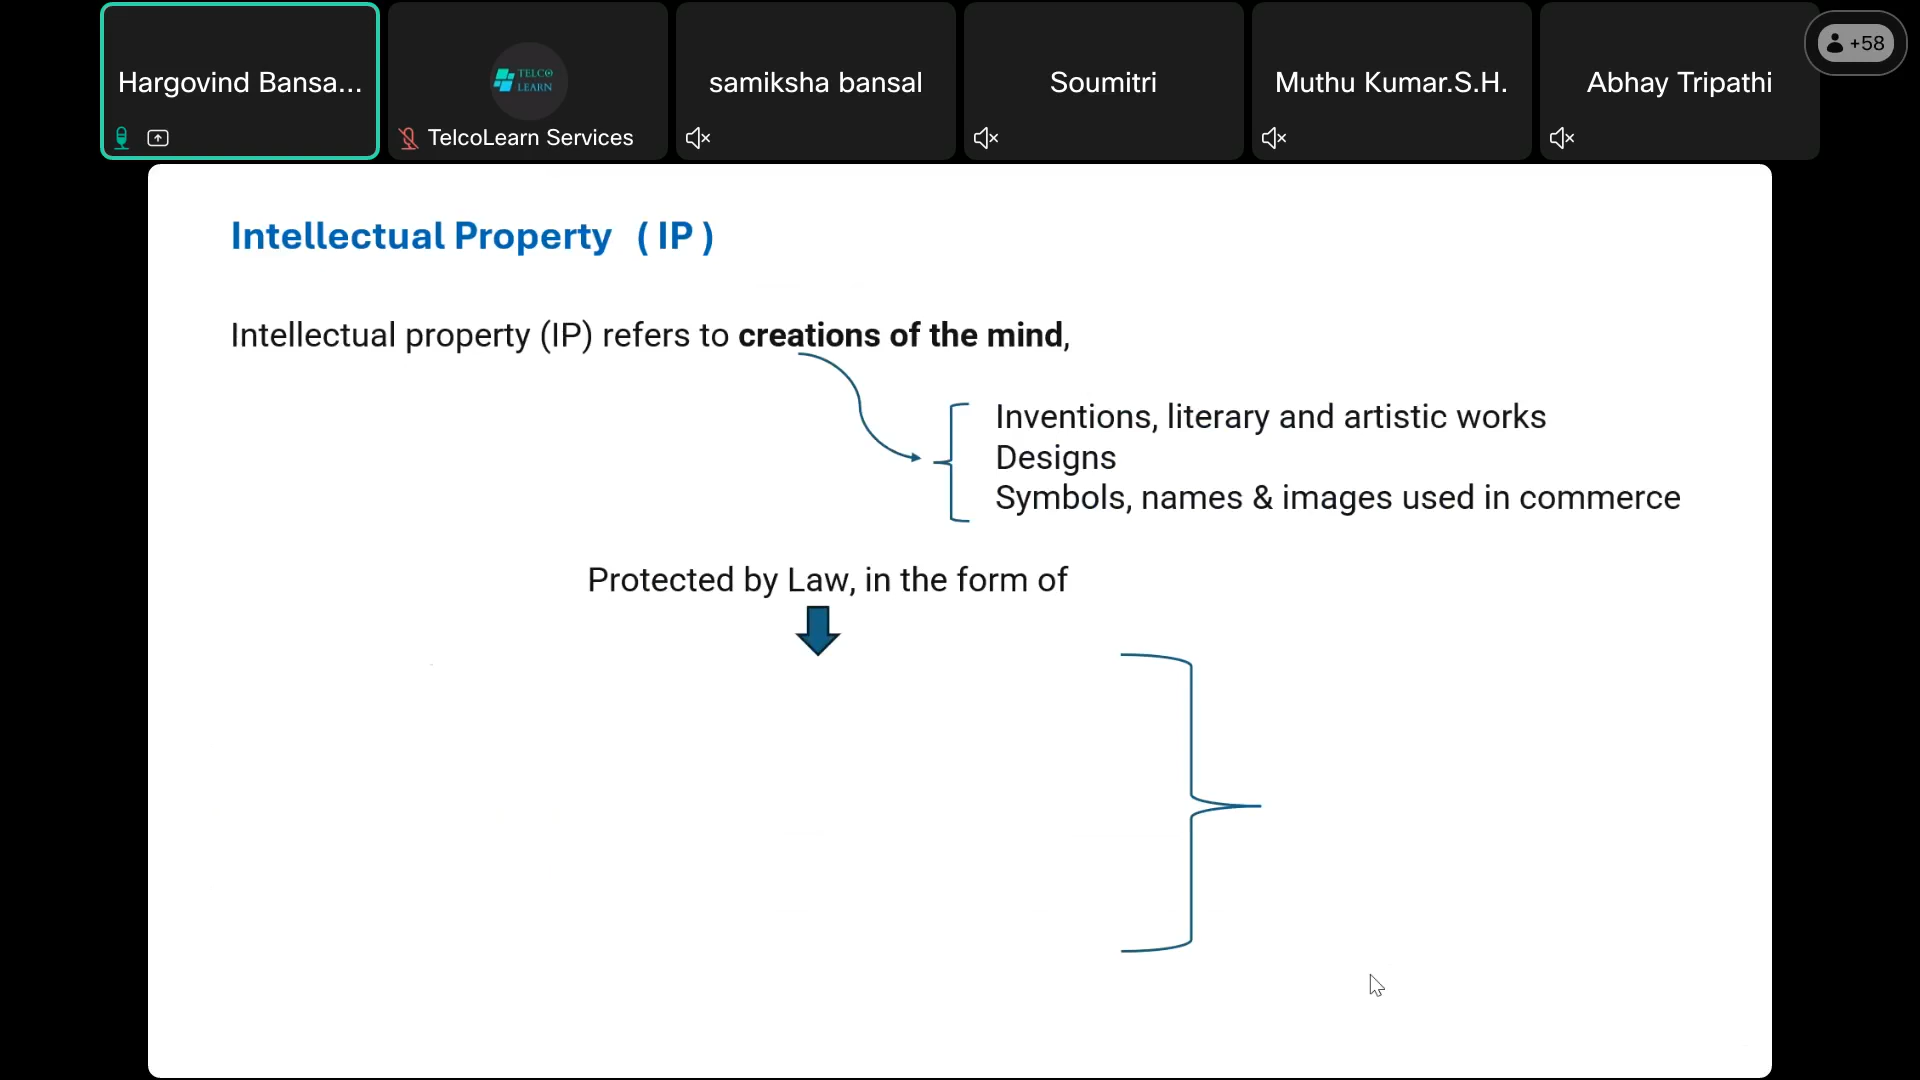 Hargovind Bansa...
TELCO
LEARN
TelcoLearn Services
samiksha bansal
Soumitri
Muthu Kumar.S.H.
Abhay Tripathi
+58
Intellectual Property ( IP )
Intellectual property (IP) refers to creations of the mind,
Inventions, literary and artistic works
Designs
Symbols, names & images used in commerce
Protected by Law, in the form of